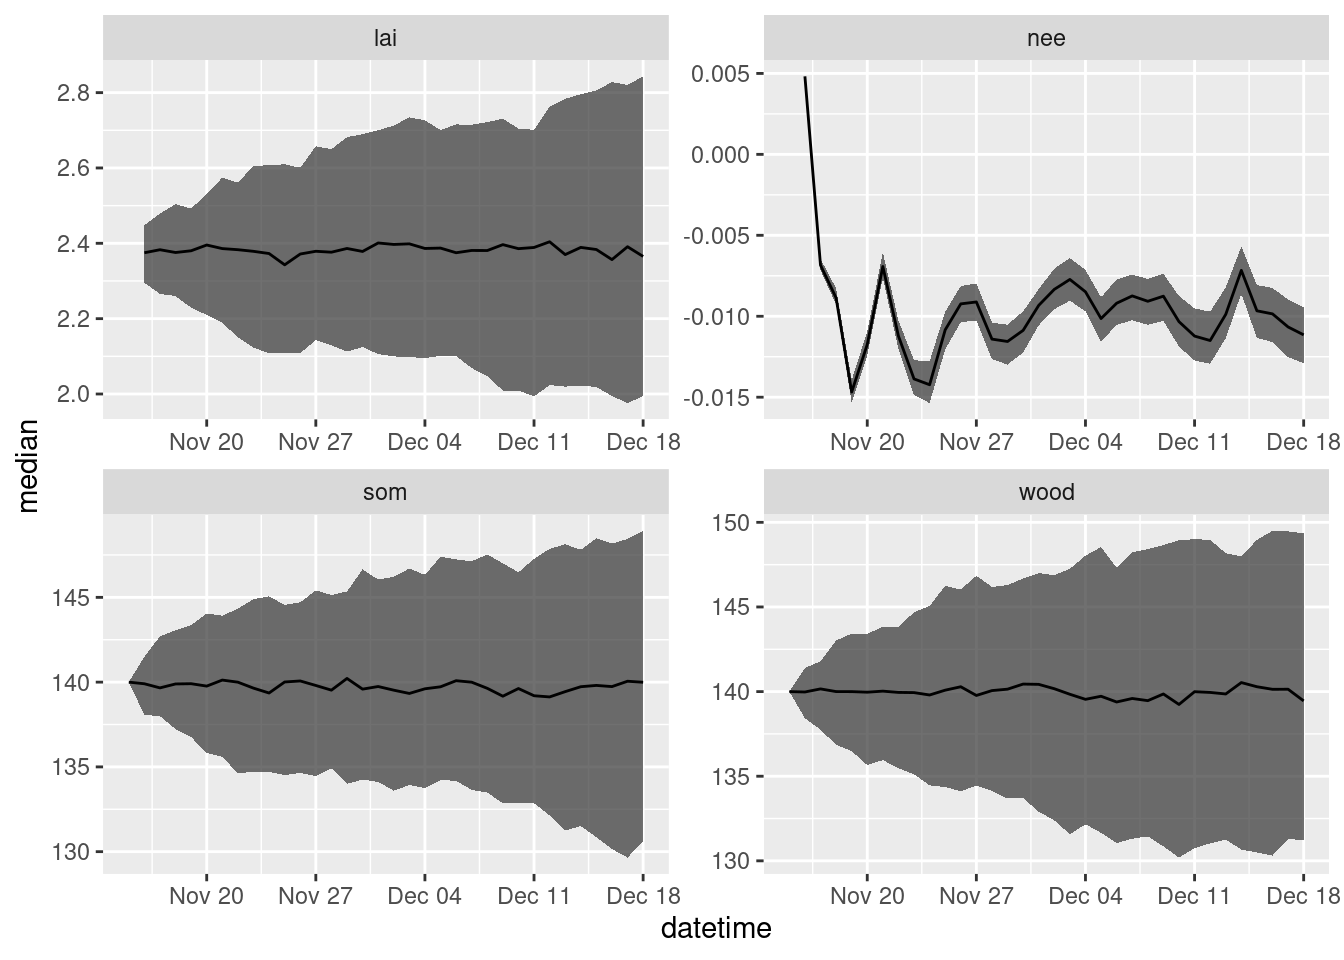 lai
nee
2.8
2.6
2.4
2.2
2.0
Nov 20 Nov 27 Dec 04 Dec 11 Dec 18
0.005
0.000
-0.005
-0.010
-0.015
Nov 20 Nov 27 Dec 04 Dec 11 Dec 18
median
som
wood
145
140
135
130
Nov 20 Nov 27 Dec 04 Dec 11 Dec 18
150
145
140
135
130
Nov 20 Nov 27 Dec 04 Dec 11 Dec 18
datetime